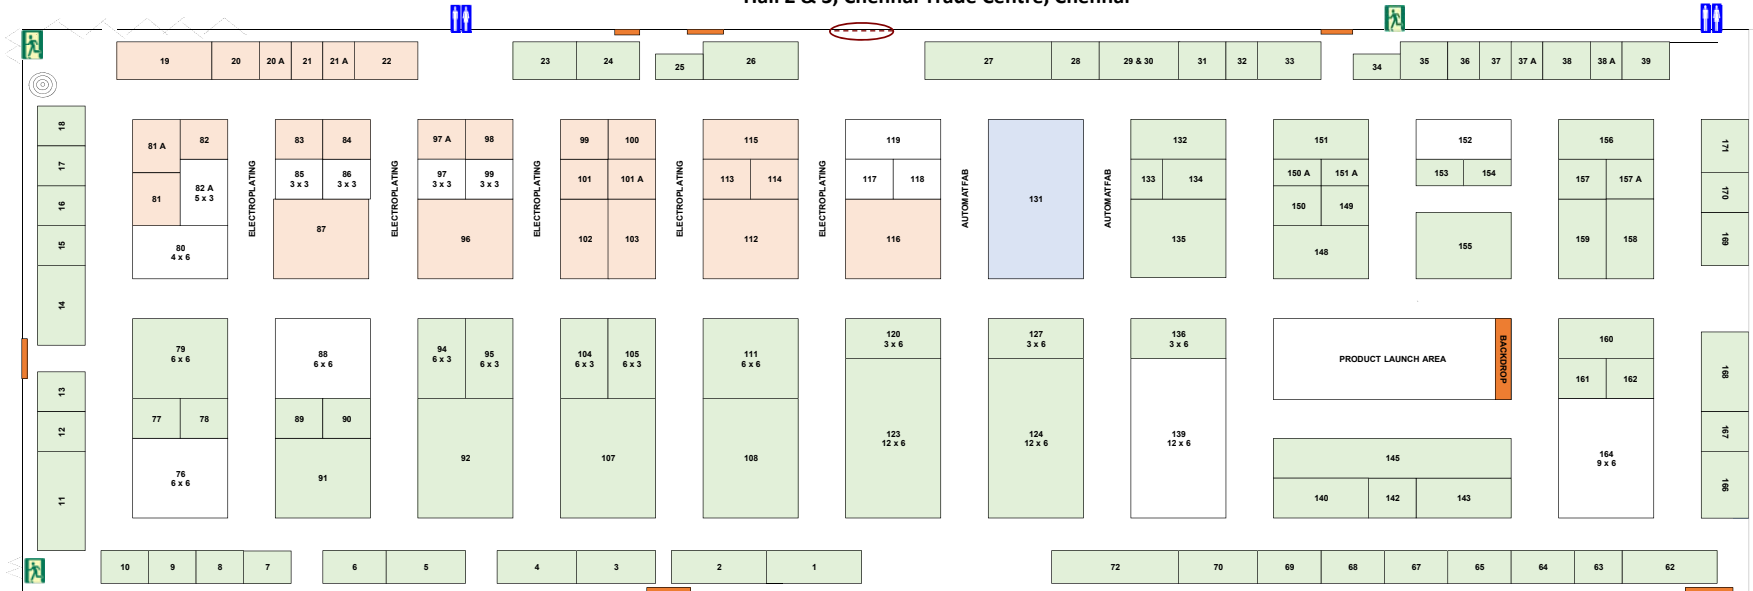 Hall 2 & 3, Chennai Trade Centre, Chennai
19 20 20 A 21 21 A 22 23 24 25 26 27 28 29 & 30 31 32 33 34 35 36 37 37 A 38 38 A 39
18
17
16
15
14
13
12
11
81 A 82
82 A
5 x 3
81
80
4 x 6
ELECTROPLATING
83 84
85
3 x 3
86
3 x 3
87
ELECTROPLATING
97 A 98
97
3 x 3
99
3 x 3
96
ELECTROPLATING
99 100
101 101 A
102 103
ELECTROPLATING
115
113 114
112
ELECTROPLATING
119
117 118
116
AUTOMATFAB
131
AUTOMATFAB
132
133 134
135
151
150 A 151 A
150 149
148
152
153 154
155
156
157 157 A
159 158
171
170
169
79
6 x 6
77 78
76
6 x 6
88
6 x 6
89 90
91
94
6 x 3
95
6 x 3
92
104
6 x 3
105
6 x 3
107
111
6 x 6
108
120
3 x 6
123
12 x 6
127
3 x 6
124
12 x 6
136
3 x 6
139
12 x 6
PRODUCT LAUNCH AREA
BACKDROP
145
140 142 143
160
161 162
164
9 x 6
168
167
166
10 9 8 7 6 5 4 3 2 1 72 70 69 68 67 65 64 63 62